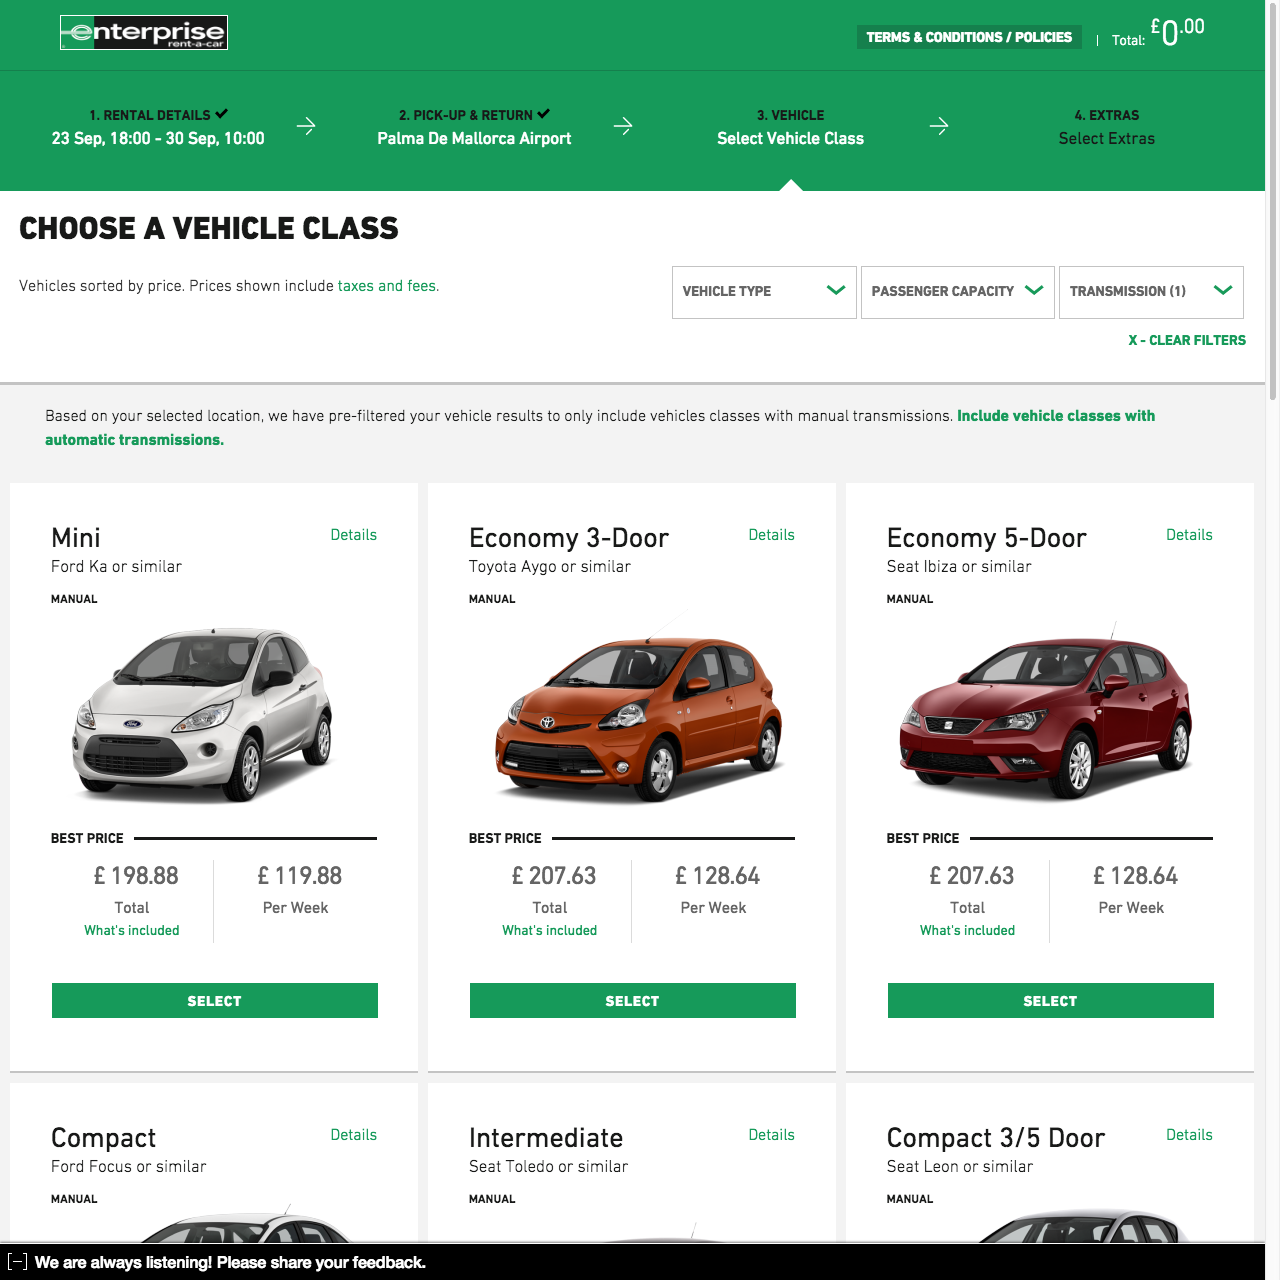 enterprise
rent-a-car
TERMS & CONDITIONS / POLICIES | Total: £0.00
1. RENTAL DETAILS
23 Sep, 18:00 - 30 Sep, 10:00
2. PICK-UP & RETURN
Palma De Mallorca Airport
3. VEHICLE
Select Vehicle Class
4. EXTRAS
Select Extras
CHOOSE A VEHICLE CLASS
Vehicles sorted by price. Prices shown include taxes and fees.
VEHICLE TYPE
PASSENGER CAPACITY
TRANSMISSION (1)
X - CLEAR FILTERS
Based on your selected location, we have pre-filtered your vehicle results to only include vehicles classes with manual transmissions. Include vehicle classes with
automatic transmissions.
Mini
Details
Ford Ka or similar
MANUAL
BEST PRICE
£ 198.88
Total
What's included
£ 119.88
Per Week
SELECT
Economy 3-Door
Details
Toyota Aygo or similar
MANUAL
BEST PRICE
£ 207.63
Total
What's included
£ 128.64
Per Week
SELECT
Economy 5-Door
Details
Seat Ibiza or similar
MANUAL
BEST PRICE
£ 207.63
Total
What's included
£ 128.64
Per Week
SELECT
Compact
Details
Ford Focus or similar
MANUAL
Intermediate
Details
Seat Toledo or similar
MANUAL
Compact 3/5 Door
Details
Seat Leon or similar
MANUAL
[–] We are always listening! Please share your feedback.